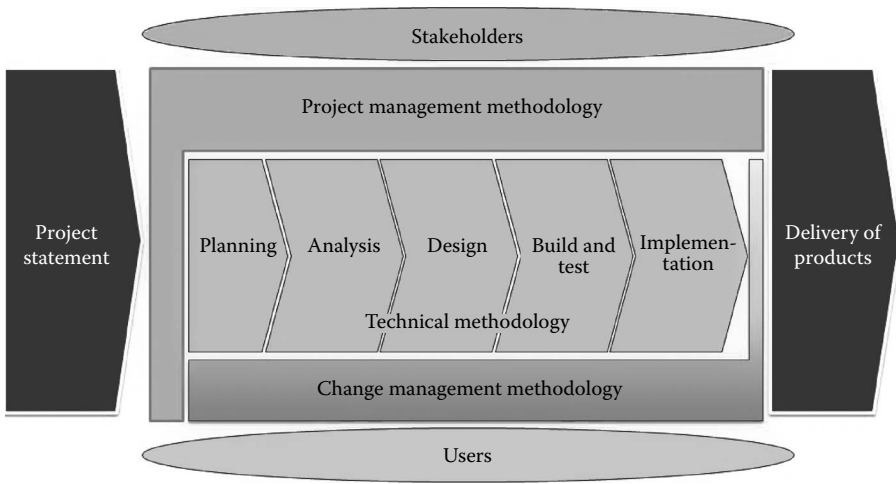 Stakeholders
Project management methodology
Project
statement
Planning
Analysis
Design
Build and
test
Implemen-
tation
Technical methodology
Delivery of
products
Change management methodology
Users